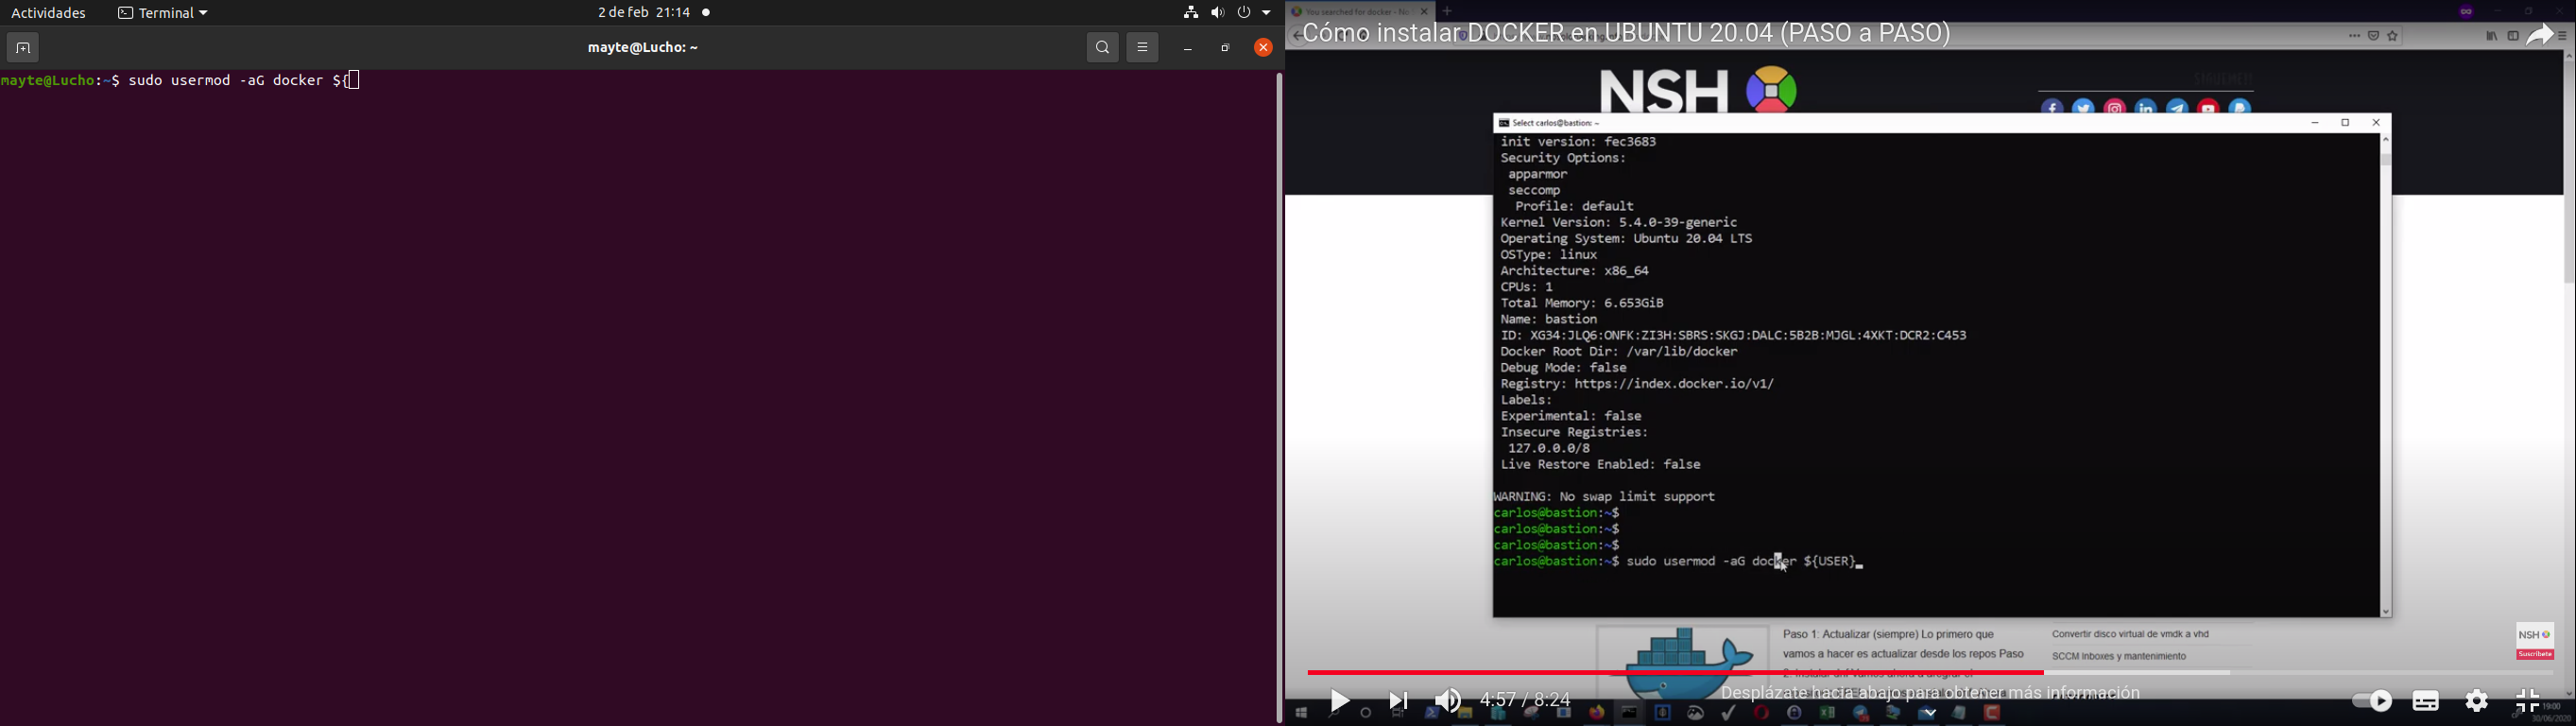 Actividades
Terminal
2 de feb 21:14
mayte@Lucho: ~
mayte@Lucho:~$ sudo usermod -aG docker ${
You searched for docker - No
Cómo instalar DOCKER en UBUNTU 20.04 (PASO a PASO)
NSH
Select carlos@bastion: ~
init version: fec3683
Security Options:
apparmor
seccomp
Profile: default
Kernel Version: 5.4.0-39-generic
Operating System: Ubuntu 20.04 LTS
OSType: linux
Architecture: x86_64
CPUs: 1
Total Memory: 6.653GiB
Name: bastion
ID: XG34:JLQ6:ONFK:ZI3H:SBRS:SKGJ:DALC:5B2B:MJGL:4XKT:DCR2:C453
Docker Root Dir: /var/lib/docker
Debug Mode: false
Registry: https://index.docker.io/v1/
Labels:
Experimental: false
Insecure Registries:
127.0.0.0/8
Live Restore Enabled: false
WARNING: No swap limit support
carlos@bastion:~$
carlos@bastion:~$
carlos@bastion:~$
carlos@bastion:~$ sudo usermod -aG docker ${USER}
Paso 1: Actualizar (siempre) Lo primero que
vamos a hacer es actualizar desde los repos Paso
Convertir disco virtual de vmdk a vhd
SCCM Inboxes y mantenimiento
NSH
Suscríbete
4:57 / 8:24
Desplázate hacia abajo para obtener más información
19:00
30/06/2020